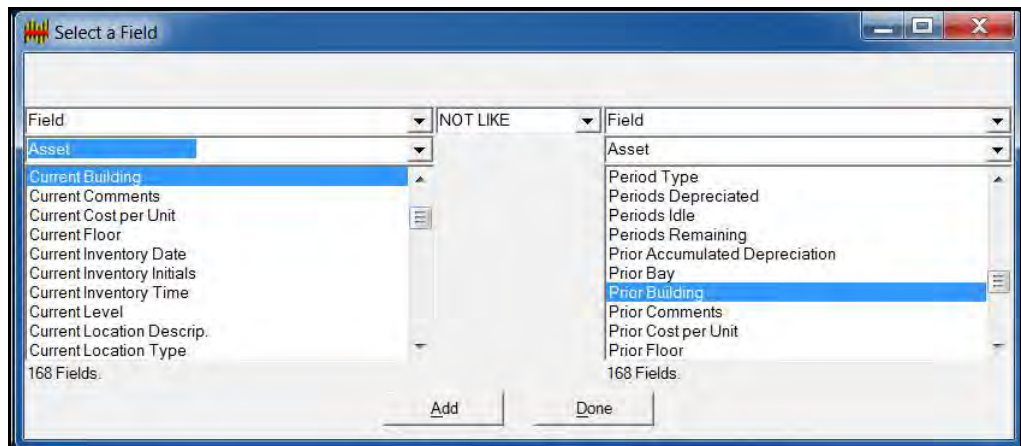 Select a Field
Field NOT LIKE Field
Asset Asset
Current Building
Current Comments
Current Cost per Unit
Current Floor
Current Inventory Date
Current Inventory Initials
Current Inventory Time
Current Level
Current Location Descrip.
Current Location Type
168 Fields.
Period Type
Periods Depreciated
Periods Idle
Periods Remaining
Prior Accumulated Depreciation
Prior Bay
Prior Building
Prior Comments
Prior Cost per Unit
Prior Floor
168 Fields.
Add Done